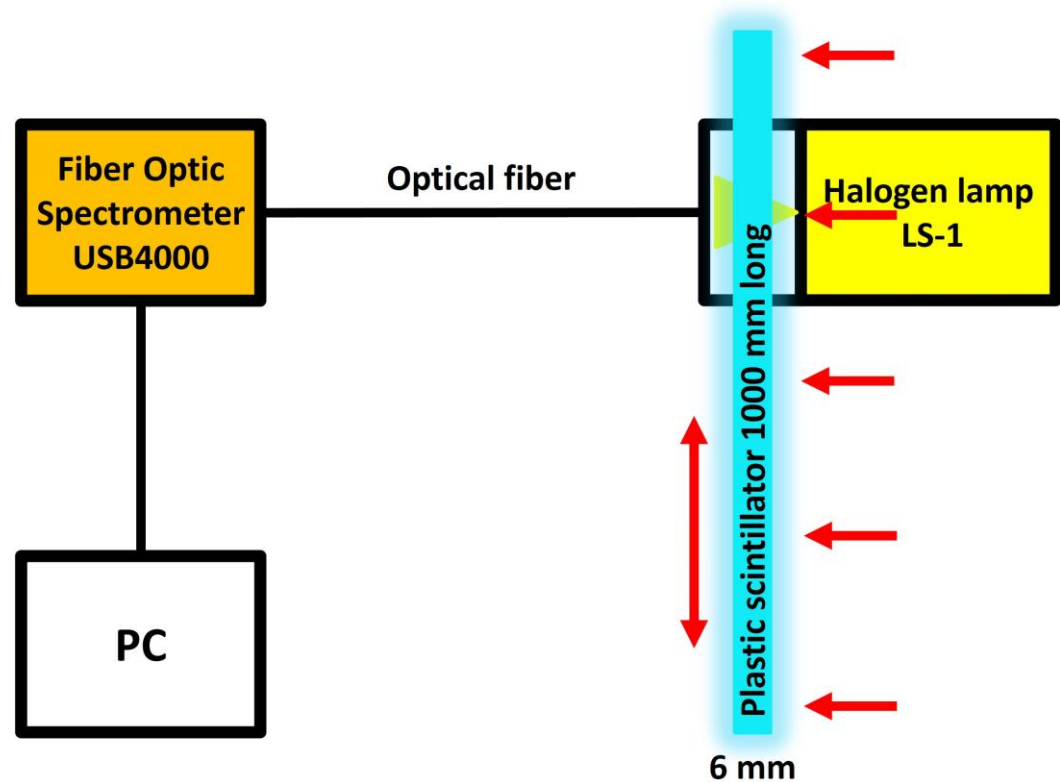 Fiber Optic
Spectrometer
USB4000
Optical fiber
Halogen lamp
LS-1
Plastic scintillator 1000 mm long
PC
6 mm